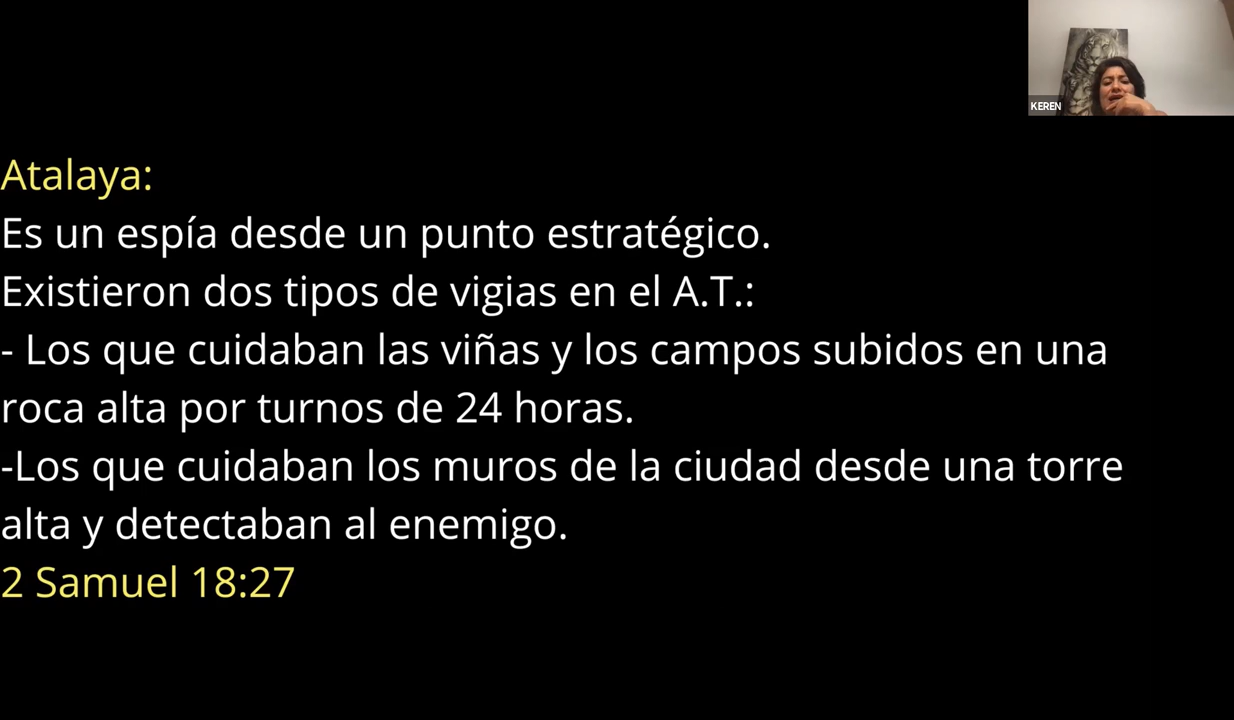 KEREN
Atalaya:
Es un espía desde un punto estratégico.
Existieron dos tipos de vigias en el A.T.:
- Los que cuidaban las viñas y los campos subidos en una
roca alta por turnos de 24 horas.
-Los que cuidaban los muros de la ciudad desde una torre
alta y detectaban al enemigo.
2 Samuel 18:27